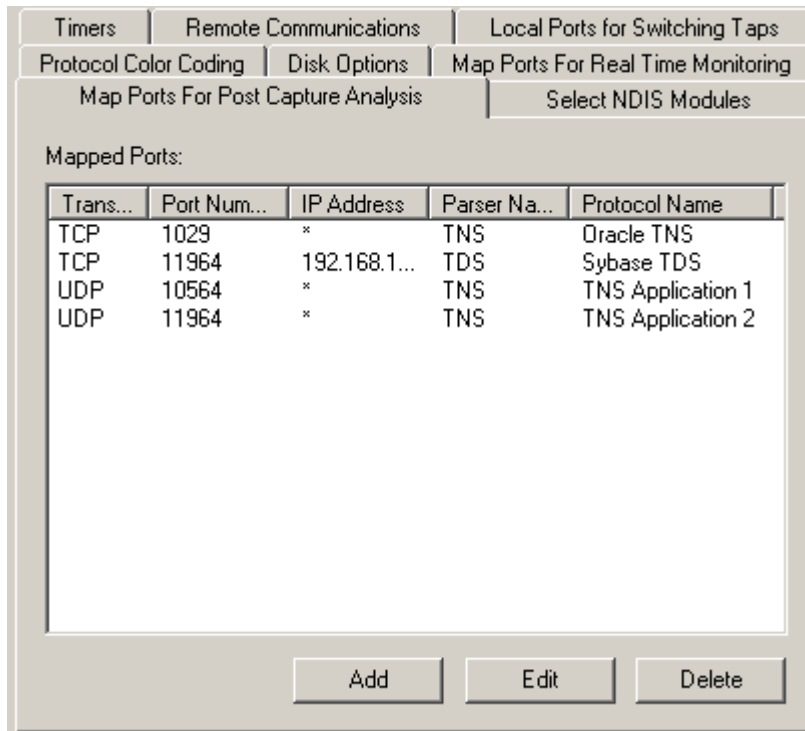 Timers Remote Communications Local Ports for Switching Taps
Protocol Color Coding Disk Options Map Ports For Real Time Monitoring
Map Ports For Post Capture Analysis Select NDIS Modules
Mapped Ports:
Trans... Port Num... IP Address Parser Na... Protocol Name
TCP 1029 * TNS Oracle TNS
TCP 11964 192.168.1... TDS Sybase TDS
UDP 10564 * TNS TNS Application 1
UDP 11964 * TNS TNS Application 2
Add Edit Delete